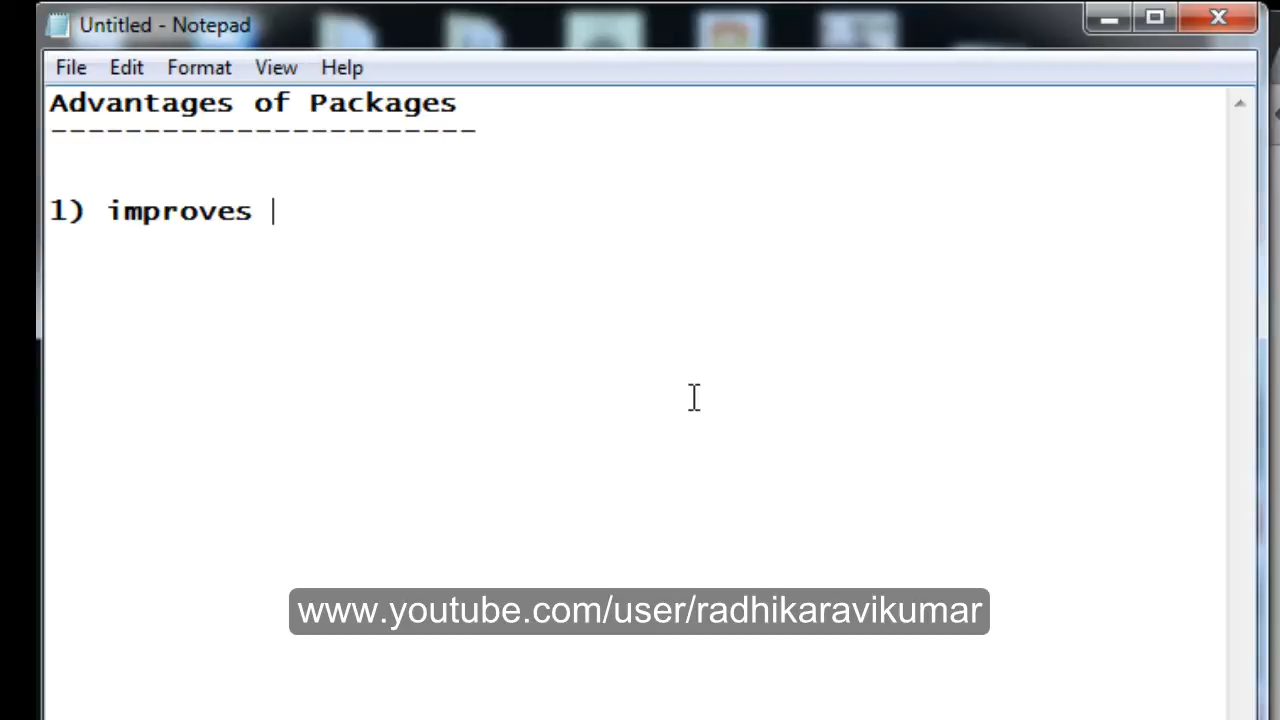 Untitled - Notepad
File Edit Format View Help
Advantages of Packages
-----------------------
1) improves
www.youtube.com/user/radhikaravikumar